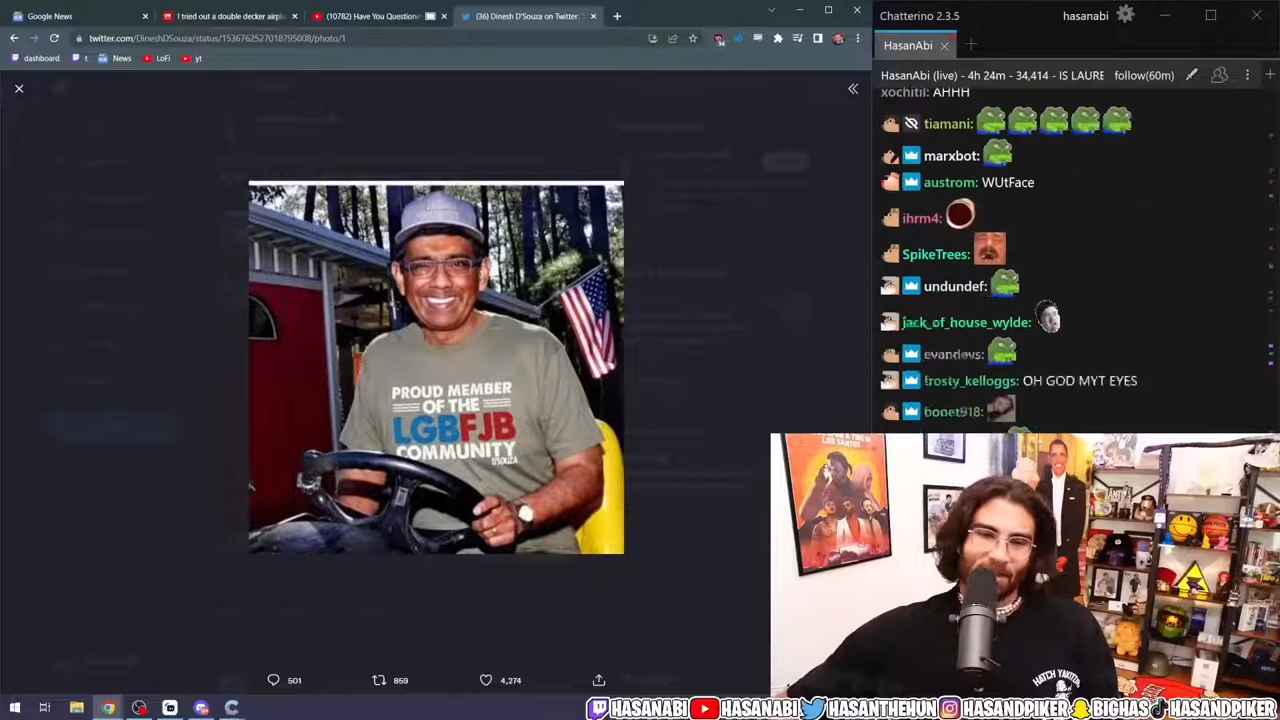 Google News
I tried out a double decker airpl
(10782) Have You Question
(36) Dinesh D'Souza on Twitter: "
twitter.com/DineshDSouza/status/1536762527018795008/photo/1
dashboard
t
News
LoFi
yt
PROUD MEMBER
OF THE
LGBFJB
COMMUNITY
D'SOUZA
501
859
4,274
Chatterino 2.3.5
hasanabi
HasanAbi
HasanAbi (live) - 4h 24m - 34,414 - IS LAURE
follow(60m)
xochitil: AHHH
tiamani:
marxbot:
austrom: WUtFace
ihrm4:
SpikeTrees:
undundef:
jack_of_house_wylde:
evandevs:
frosty_kelloggs: OH GOD MYT EYES
LOS SANTOS
HATCH YAKITORI
HASANABI
HASANABI
HASANTHEHUN
HASANDPIKER
BIGHAS
HASANDPIKER